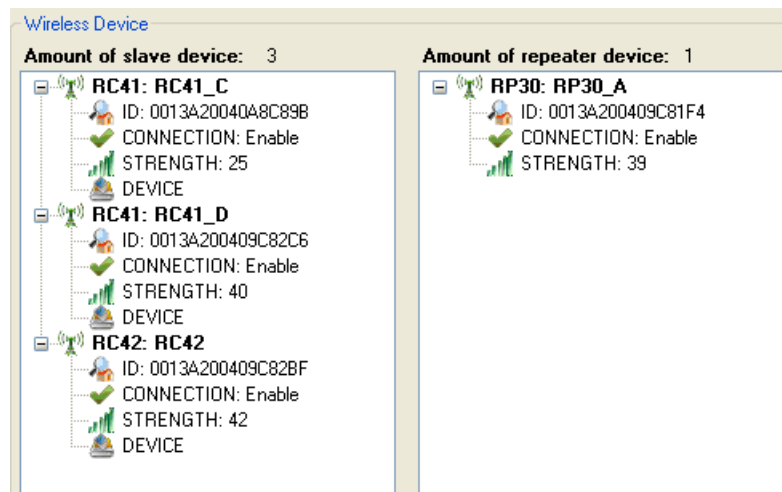 Wireless Device
Amount of slave device: 3
RC41: RC41_C
ID: 0013A20040A8C89B
CONNECTION: Enable
STRENGTH: 25
DEVICE
RC41: RC41_D
ID: 0013A200409C82C6
CONNECTION: Enable
STRENGTH: 40
DEVICE
RC42: RC42
ID: 0013A200409C82BF
CONNECTION: Enable
STRENGTH: 42
DEVICE
Amount of repeater device: 1
RP30: RP30_A
ID: 0013A200409C81F4
CONNECTION: Enable
STRENGTH: 39